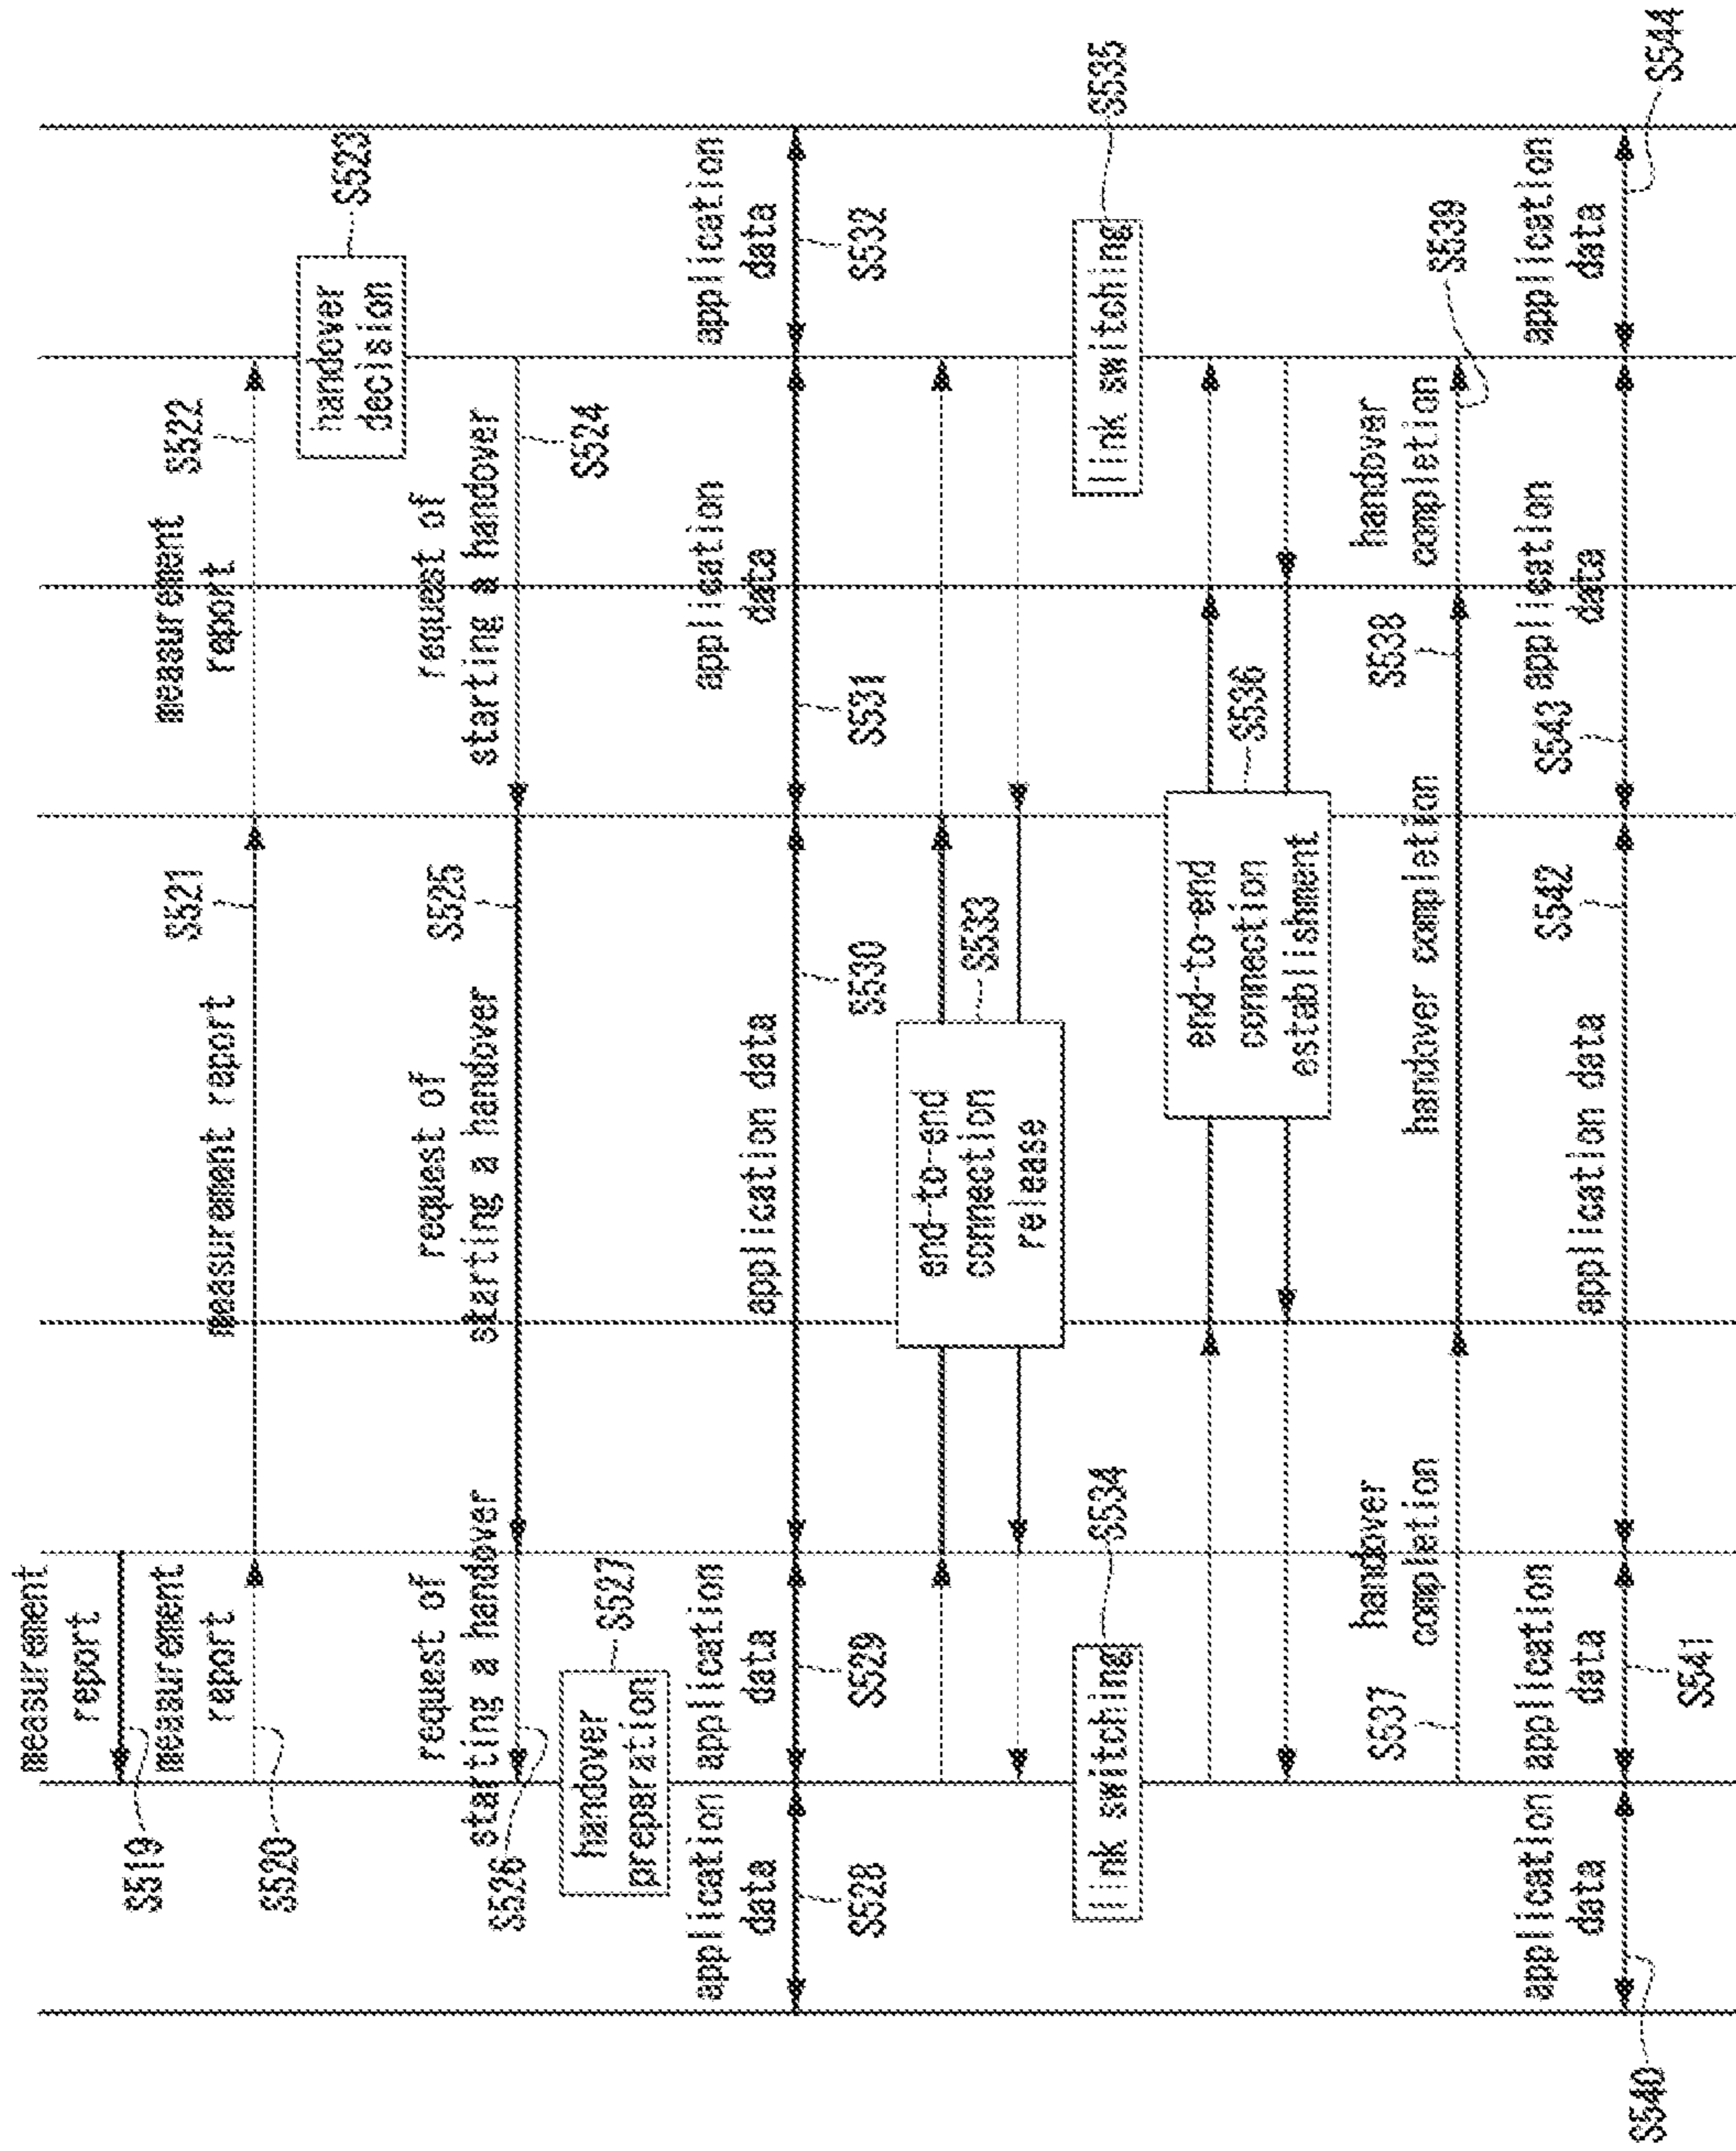 measurement
report
S519
measurement
report
S520
measurement report
S521
measurement
report
S522
handover
decision
S523
request of
starting a handover
S524
request of
starting a handover
S525
request of
starting a handover
S526
handover
preparation
S527
application
data
S528
application
data
S529
application data
S530
application
data
S531
application
data
S532
end-to-end
connection
release
S533
link switching
S534
link switching
S535
end-to-end
connection
establishment
S536
handover
completion
S537
handover completion
S538
handover
completion
S539
application
data
S540
application
data
S541
application data
S542
application
data
S543
application
data
S544